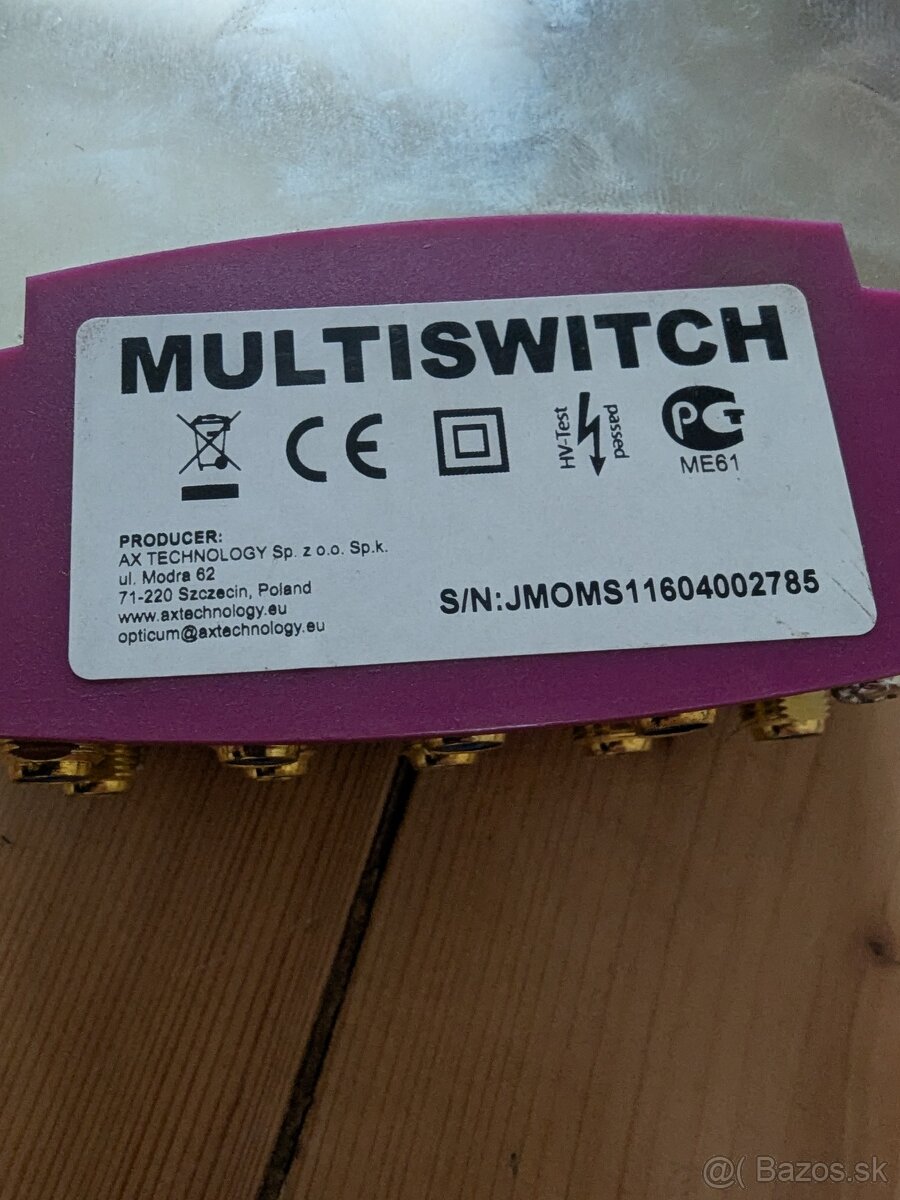 MULTISWITCH
CE
HV-Test passed
PCT
ME61
PRODUCER:
AX TECHNOLOGY Sp. z o.o. Sp.k.
ul. Modra 62
71-220 Szczecin, Poland
www.axtechnology.eu
opticum@axtechnology.eu
S/N:JMOMS11604002785
@( Bazos.sk